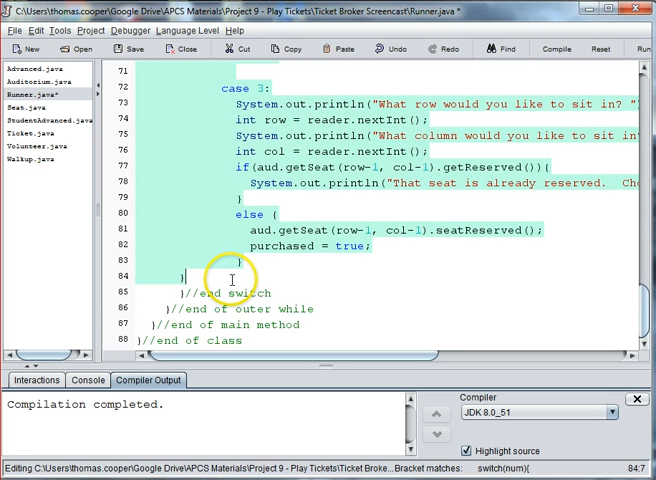 C:\Users\thomas.cooper\Google Drive\APCS Materials\Project 9 - Play Tickets\Ticket Broker Screencast\Runner.java *
File Edit Tools Project Debugger Language Level Help
New Open Save Close Cut Copy Paste Undo Redo Find Compile Reset Run
Advanced.java
Auditorium.java
Runner.java*
Seat.java
StudentAdvanced.java
Ticket.java
Volunteer.java
Walkup.java
71
72 case 3:
73 System.out.println("What row would you like to sit in? ")
74 int row = reader.nextInt();
75 System.out.println("What column would you like to sit in
76 int col = reader.nextInt();
77 if(aud.getSeat(row-1, col-1).getReserved()){
78 System.out.println("That seat is already reserved. Cho
79 }
80 else {
81 aud.getSeat(row-1, col-1).seatReserved();
82 purchased = true;
83 }
84 }
85 }//end switch
86 }//end of outer while
87 }//end of main method
88 }//end of class
Interactions Console Compiler Output
Compilation completed.
Compiler
JDK 8.0_51
Highlight source
Editing C:\Users\thomas.cooper\Google Drive\APCS Materials\Project 9 - Play Tickets\Ticket Broke... Bracket matches: switch(num){ 84:7